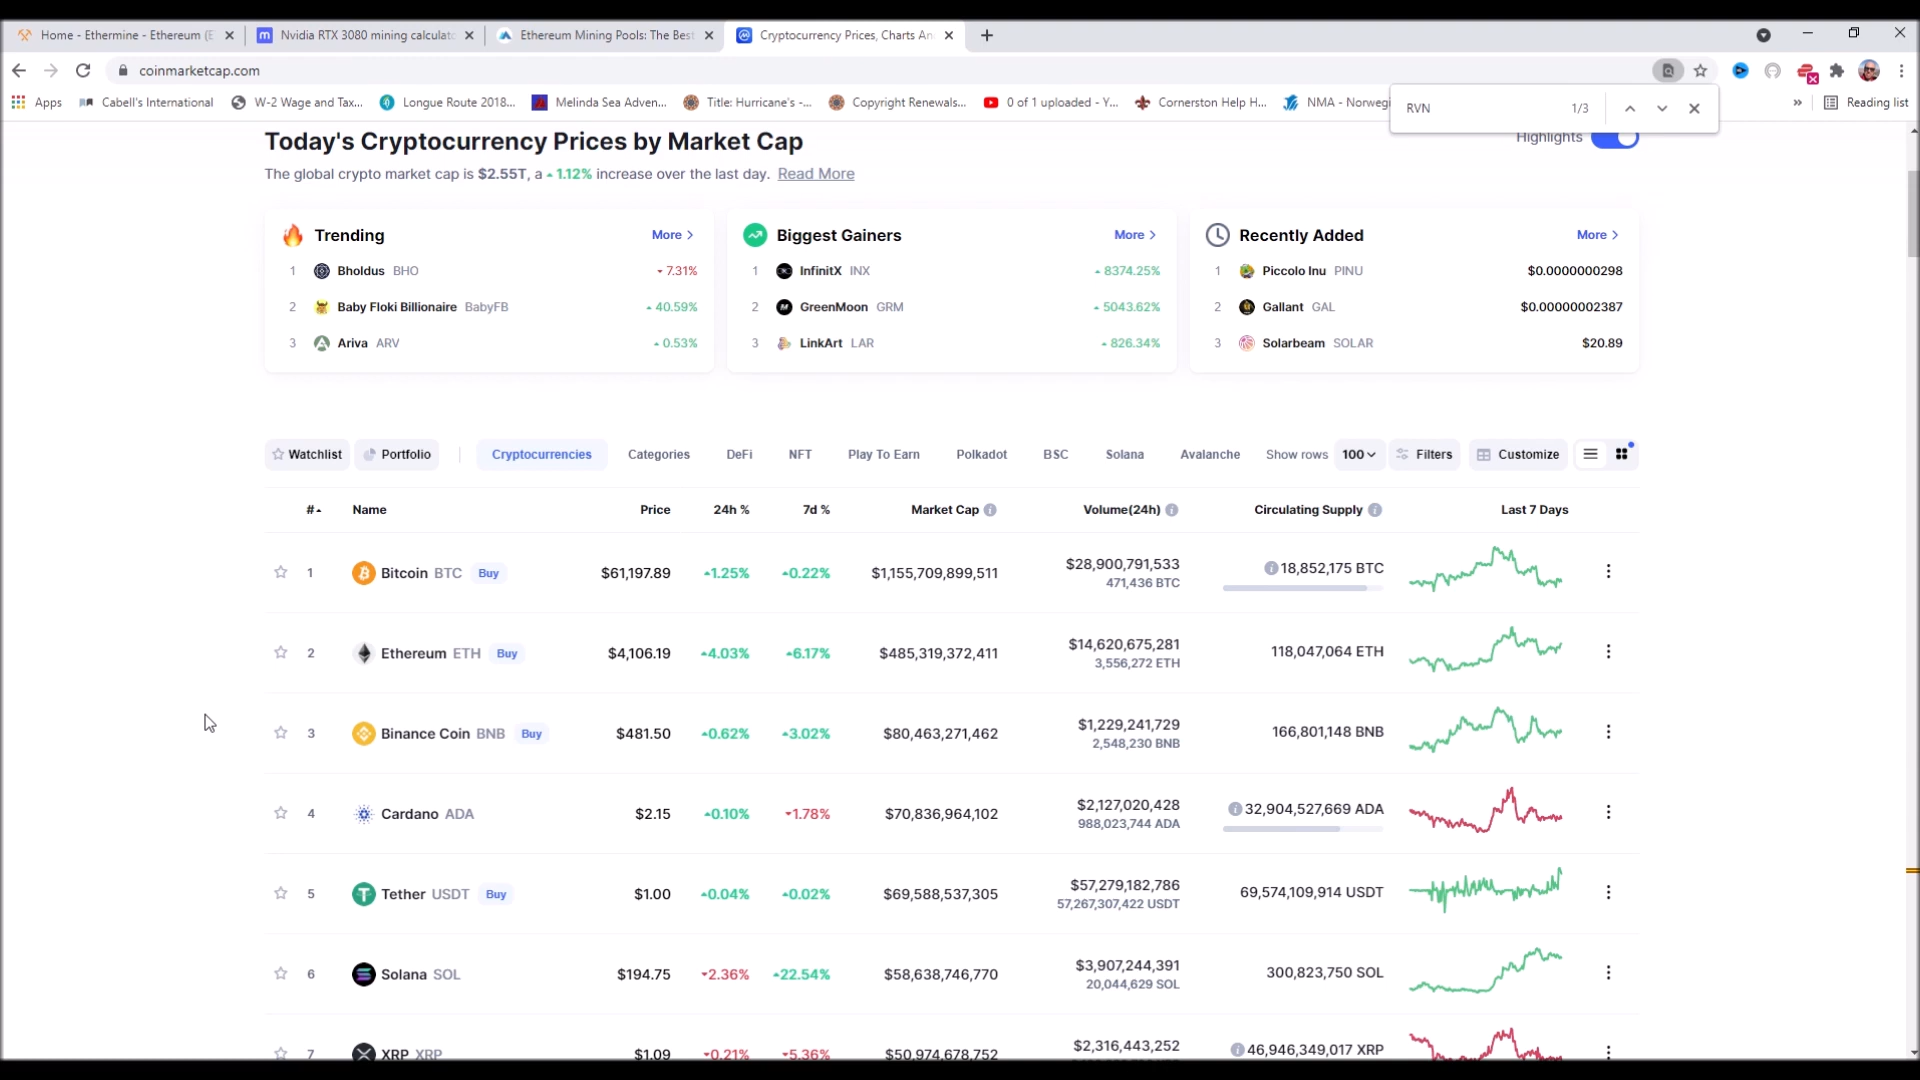 Home - Ethermine - Ethereum (E
Nvidia RTX 3080 mining calculato
Ethereum Mining Pools: The Best
Cryptocurrency Prices, Charts An
coinmarketcap.com
Apps
Cabell's International
W-2 Wage and Tax...
Longue Route 2018...
Melinda Sea Adven...
Title: Hurricane's -...
Copyright Renewals...
0 of 1 uploaded - Y...
Cornerston Help H...
NMA - Norwegi
RVN 1/3
» Reading list
Today's Cryptocurrency Prices by Market Cap
Highlights
The global crypto market cap is $2.55T, a 1.12% increase over the last day. Read More
Trending More
1 Bholdus BHO 7.31%
2 Baby Floki Billionaire BabyFB 40.59%
3 Ariva ARV 0.53%
Biggest Gainers More
1 InfinitX INX 8374.25%
2 GreenMoon GRM 5043.62%
3 LinkArt LAR 826.34%
Recently Added More
1 Piccolo Inu PINU $0.0000000298
2 Gallant GAL $0.00000002387
3 Solarbeam SOLAR $20.89
Watchlist Portfolio Cryptocurrencies Categories DeFi NFT Play To Earn Polkadot BSC Solana Avalanche Show rows 100 Filters Customize
# Name Price 24h % 7d % Market Cap Volume(24h) Circulating Supply Last 7 Days
1 Bitcoin BTC Buy $61,197.89 1.25% 0.22% $1,155,709,899,511 $28,900,791,533 18,852,175 BTC
471,436 BTC
2 Ethereum ETH Buy $4,106.19 4.03% 6.17% $485,319,372,411 $14,620,675,281 118,047,064 ETH
3,556,272 ETH
3 Binance Coin BNB Buy $481.50 0.62% 3.02% $80,463,271,462 $1,229,241,729 166,801,148 BNB
2,548,230 BNB
4 Cardano ADA $2.15 0.10% 1.78% $70,836,964,102 $2,127,020,428 32,904,527,669 ADA
988,023,744 ADA
5 Tether USDT Buy $1.00 0.04% 0.02% $69,588,537,305 $57,279,182,786 69,574,109,914 USDT
57,267,307,422 USDT
6 Solana SOL $194.75 2.36% 22.54% $58,638,746,770 $3,907,244,391 300,823,750 SOL
20,044,629 SOL
7 XRP XRP $1.09 0.21% 5.36% $50,974,678,752 $2,316,443,252 46,946,349,017 XRP